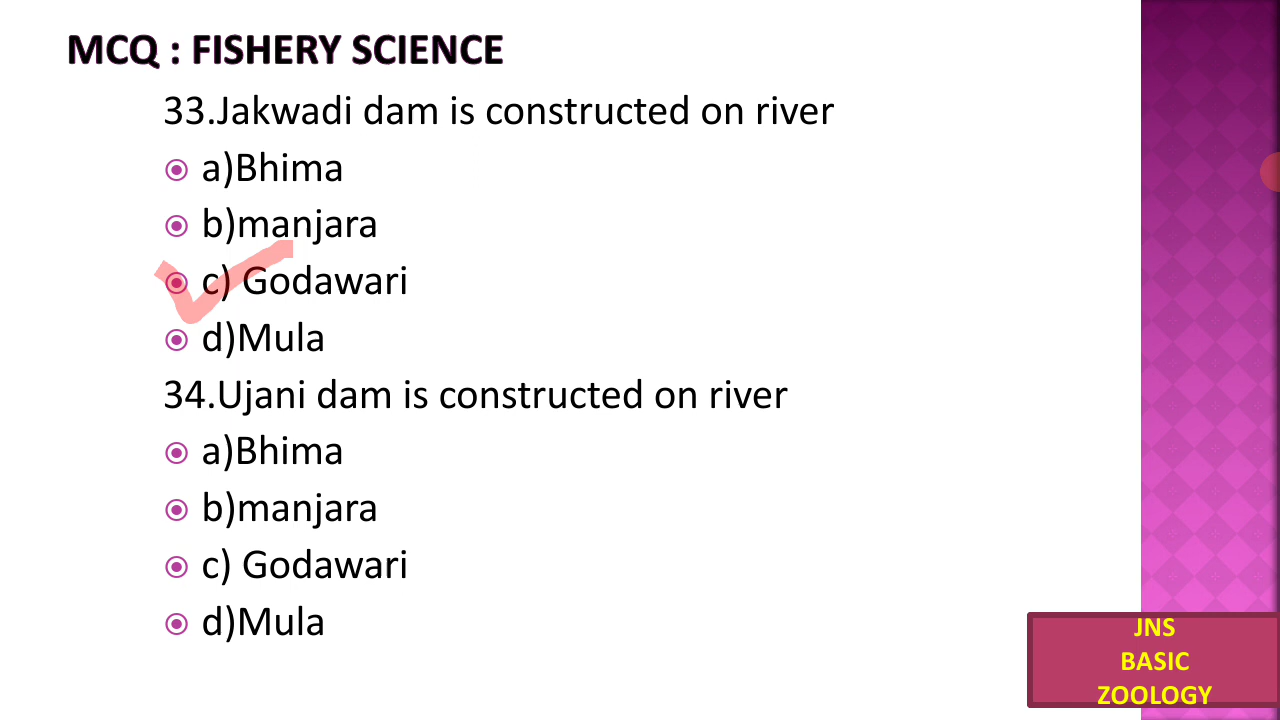 MCQ : FISHERY SCIENCE
33.Jakwadi dam is constructed on river
a)Bhima
b)manjara
c) Godawari
d)Mula
34.Ujani dam is constructed on river
a)Bhima
b)manjara
c) Godawari
d)Mula
JNS
BASIC
ZOOLOGY